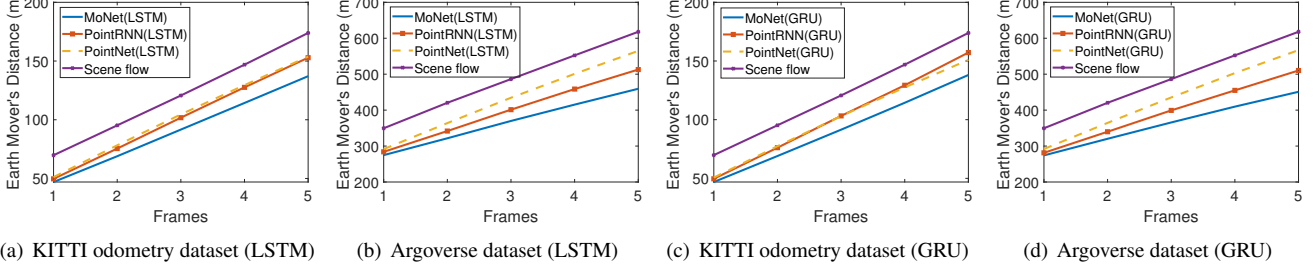 Earth Mover's Distance (m
200
150
100
50
MoNet(LSTM)
PointRNN(LSTM)
PointNet(LSTM)
Scene flow
1 2 3 4 5
Frames
(a) KITTI odometry dataset (LSTM)
Earth Mover's Distance (m
700
600
500
400
300
200
MoNet(LSTM)
PointRNN(LSTM)
PointNet(LSTM)
Scene flow
1 2 3 4 5
Frames
(b) Argoverse dataset (LSTM)
Earth Mover's Distance (m
200
150
100
50
MoNet(GRU)
PointRNN(GRU)
PointNet(GRU)
Scene flow
1 2 3 4 5
Frames
(c) KITTI odometry dataset (GRU)
Earth Mover's Distance (m
700
600
500
400
300
200
MoNet(GRU)
PointRNN(GRU)
PointNet(GRU)
Scene flow
1 2 3 4 5
Frames
(d) Argoverse dataset (GRU)